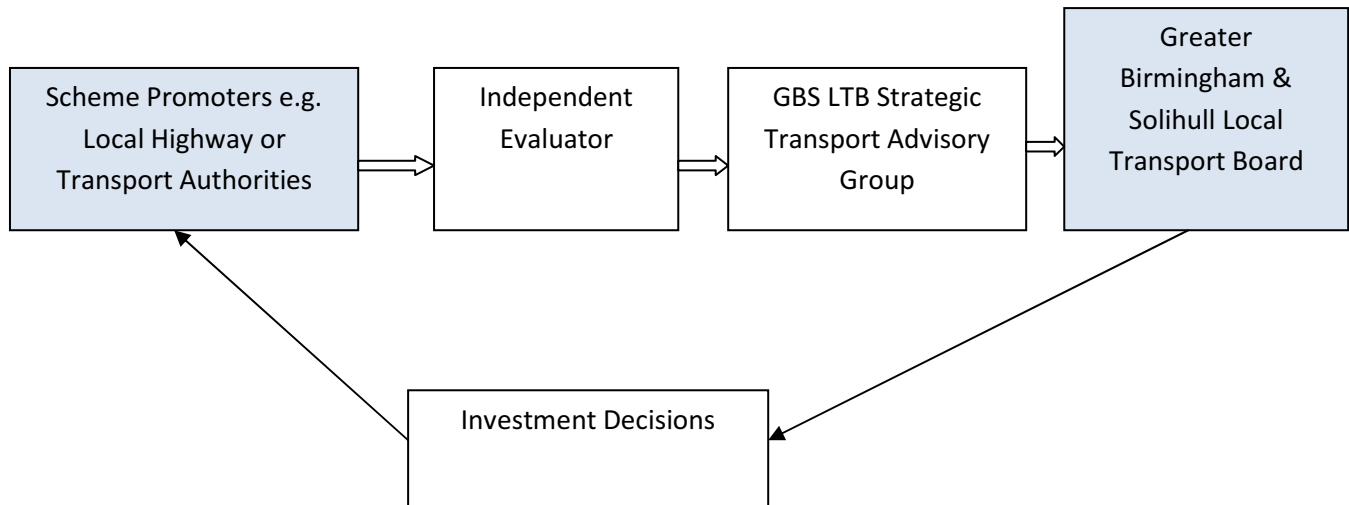 Scheme Promoters e.g.
Local Highway or
Transport Authorities
Independent
Evaluator
GBS LTB Strategic
Transport Advisory
Group
Greater
Birmingham &
Solihull Local
Transport Board
Investment Decisions